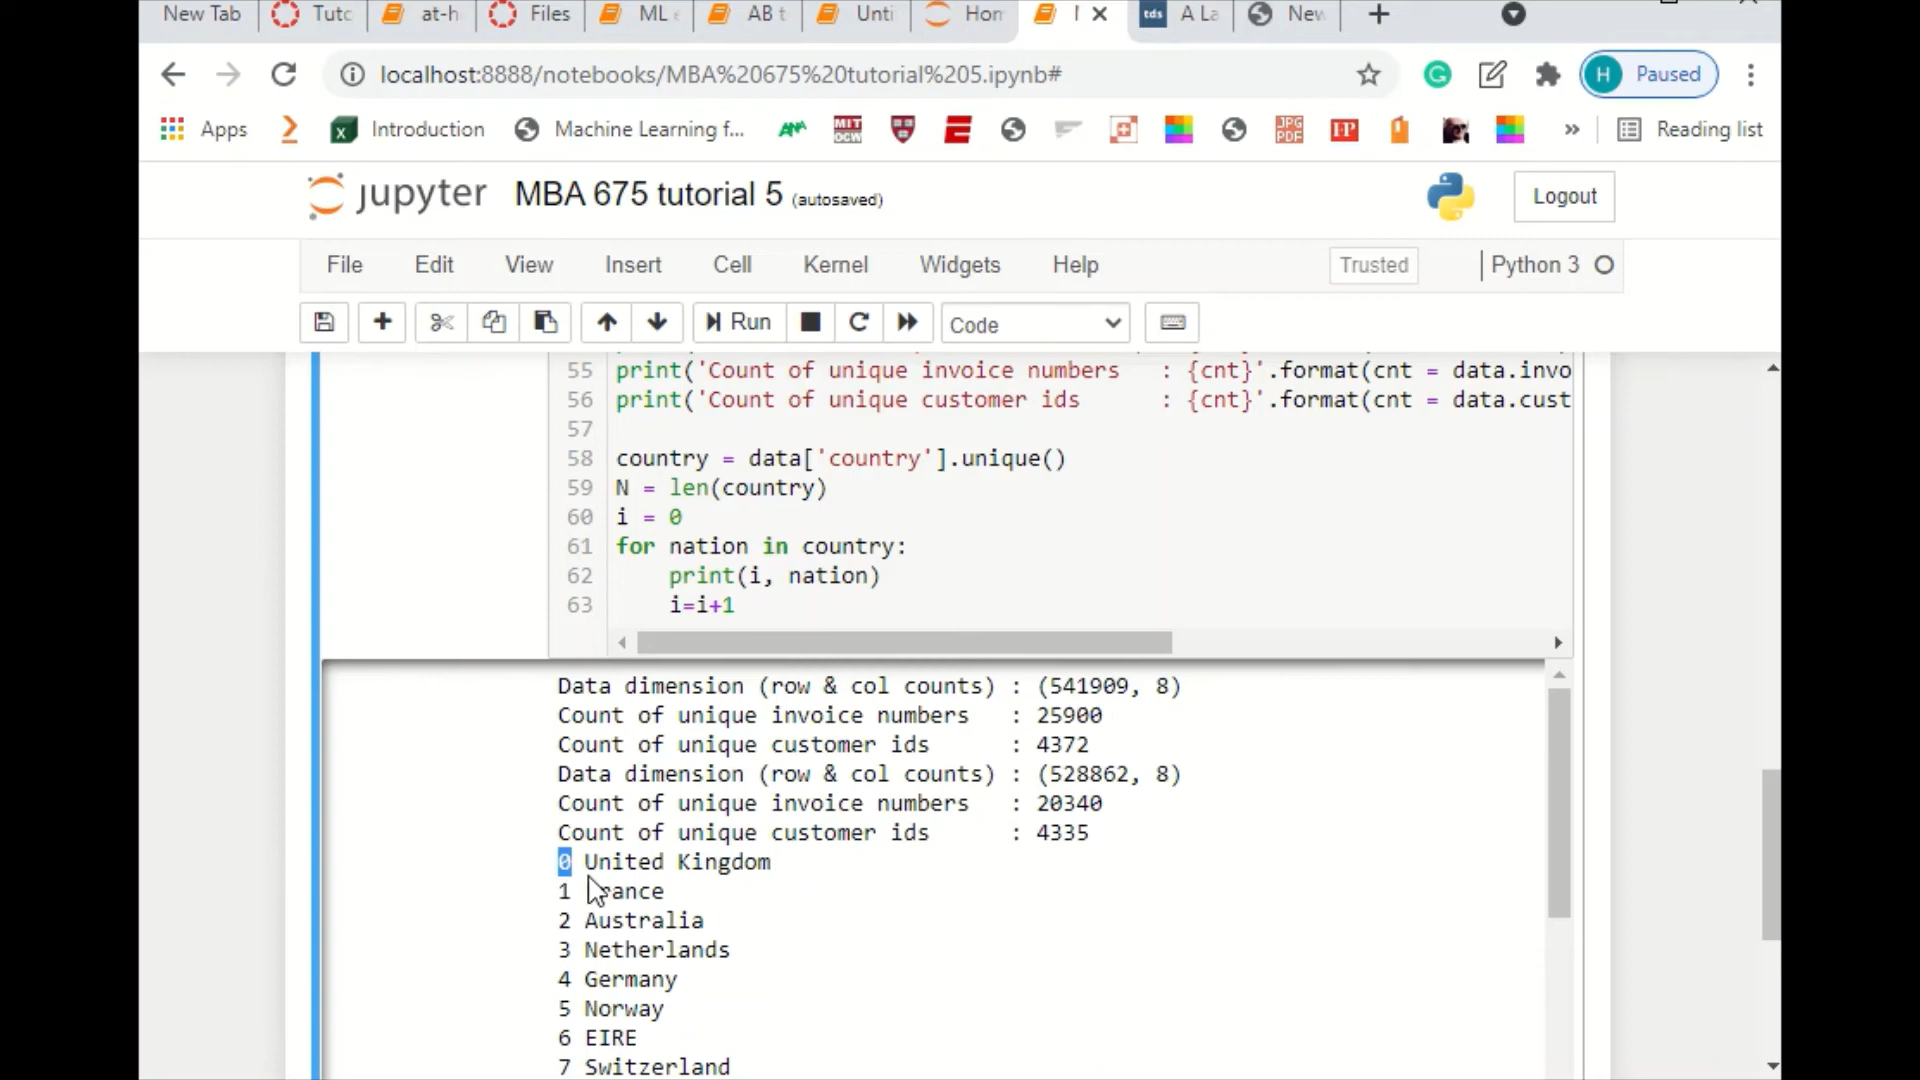 New Tab Tuto at-h Files ML e AB t Unti Hom tds A La New
localhost:8888/notebooks/MBA%20675%20tutorial%205.ipynb# H Paused
Apps Introduction Machine Learning f... MIT OCW JPG PDF » Reading list
jupyter MBA 675 tutorial 5 (autosaved) Logout
File Edit View Insert Cell Kernel Widgets Help Trusted Python 3
Run Code
55 print('Count of unique invoice numbers   : {cnt}'.format(cnt = data.invo
56 print('Count of unique customer ids      : {cnt}'.format(cnt = data.cust
57
58 country = data['country'].unique()
59 N = len(country)
60 i = 0
61 for nation in country:
62     print(i, nation)
63     i=i+1
Data dimension (row & col counts) : (541909, 8)
Count of unique invoice numbers   : 25900
Count of unique customer ids      : 4372
Data dimension (row & col counts) : (528862, 8)
Count of unique invoice numbers   : 20340
Count of unique customer ids      : 4335
0 United Kingdom
1 France
2 Australia
3 Netherlands
4 Germany
5 Norway
6 EIRE
7 Switzerland